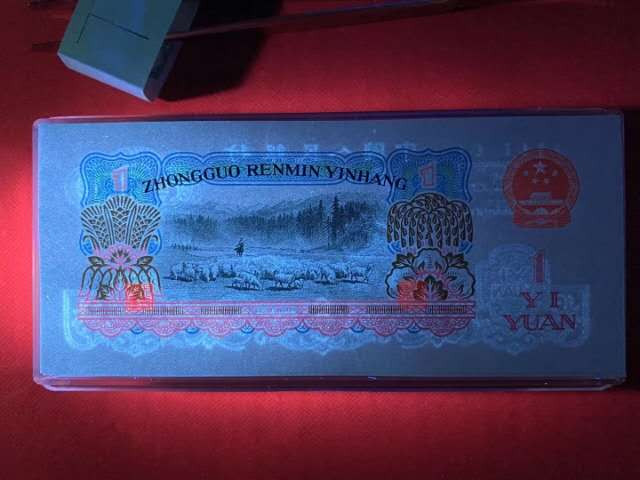 1 ZHONGGUO RENMIN YINHANG 1
1
YI
YUAN